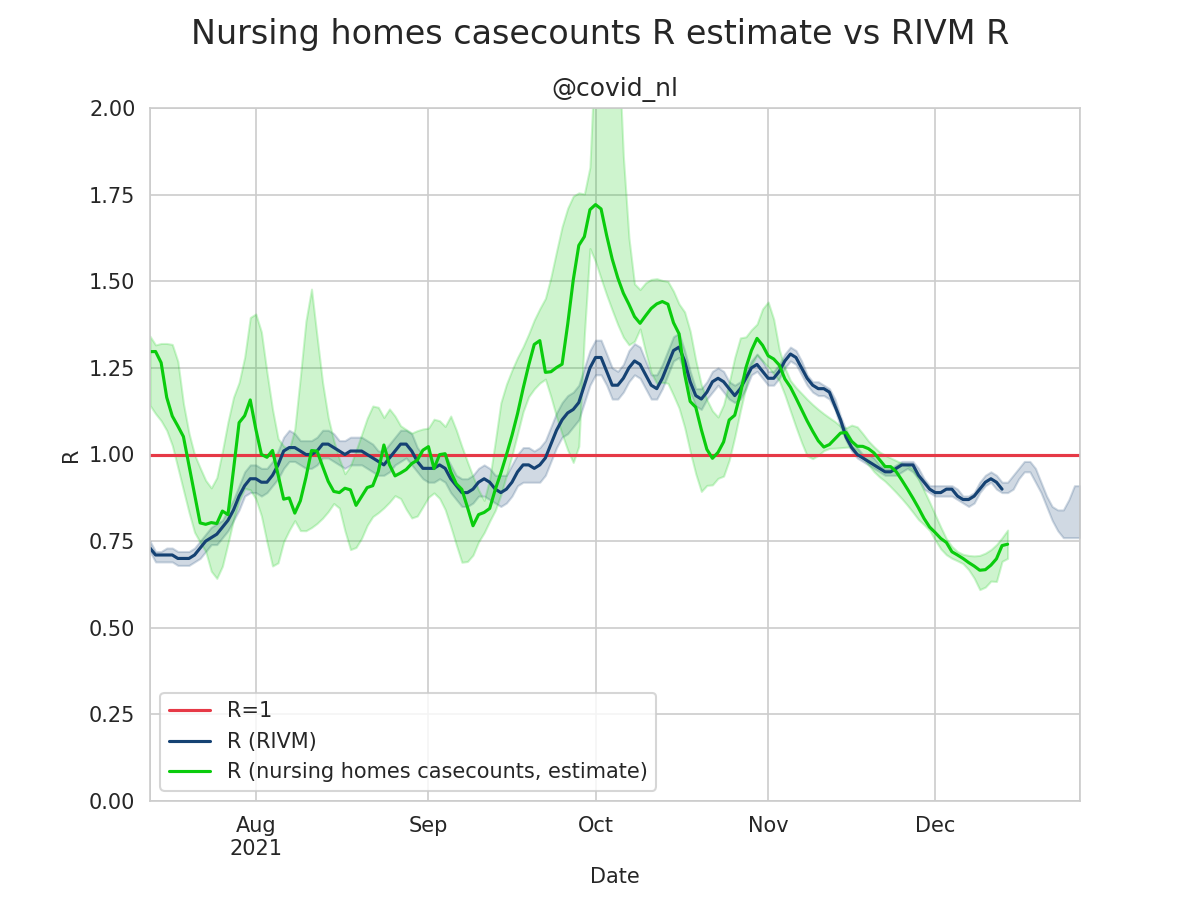 Nursing homes casecounts R estimate vs RIVM R
@covid_nl
2.00
1.75
1.50
1.25
1.00
0.75
0.50
0.25
0.00
R
R=1
R (RIVM)
R (nursing homes casecounts, estimate)
Aug
2021
Sep
Oct
Nov
Dec
Date